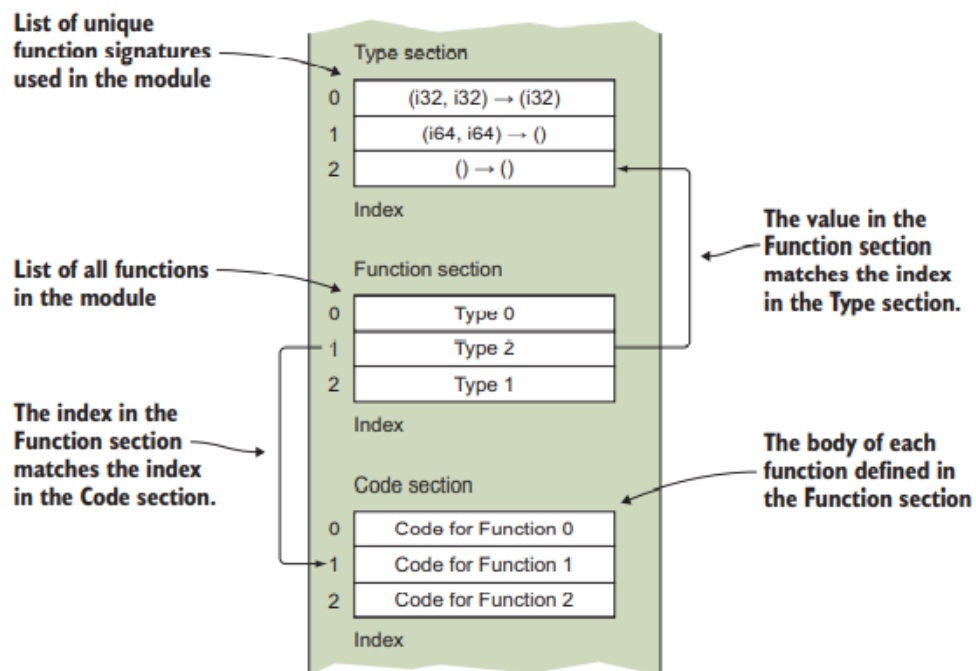 List of unique
function signatures
used in the module
Type section
0 (i32, i32) → (i32)
1 (i64, i64) → ()
2 () → ()
Index
The value in the
Function section
matches the index
in the Type section.
List of all functions
in the module
Function section
0 Type 0
1 Type 2
2 Type 1
Index
The index in the
Function section
matches the index
in the Code section.
The body of each
function defined in
the Function section
Code section
0 Code for Function 0
1 Code for Function 1
2 Code for Function 2
Index